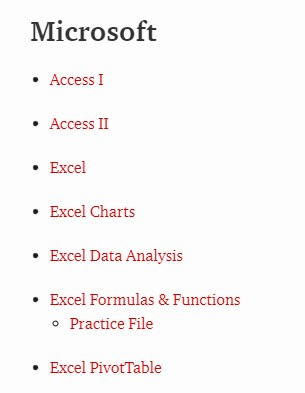 Microsoft
Access I
Access II
Excel
Excel Charts
Excel Data Analysis
Excel Formulas & Functions
Practice File
Excel PivotTable